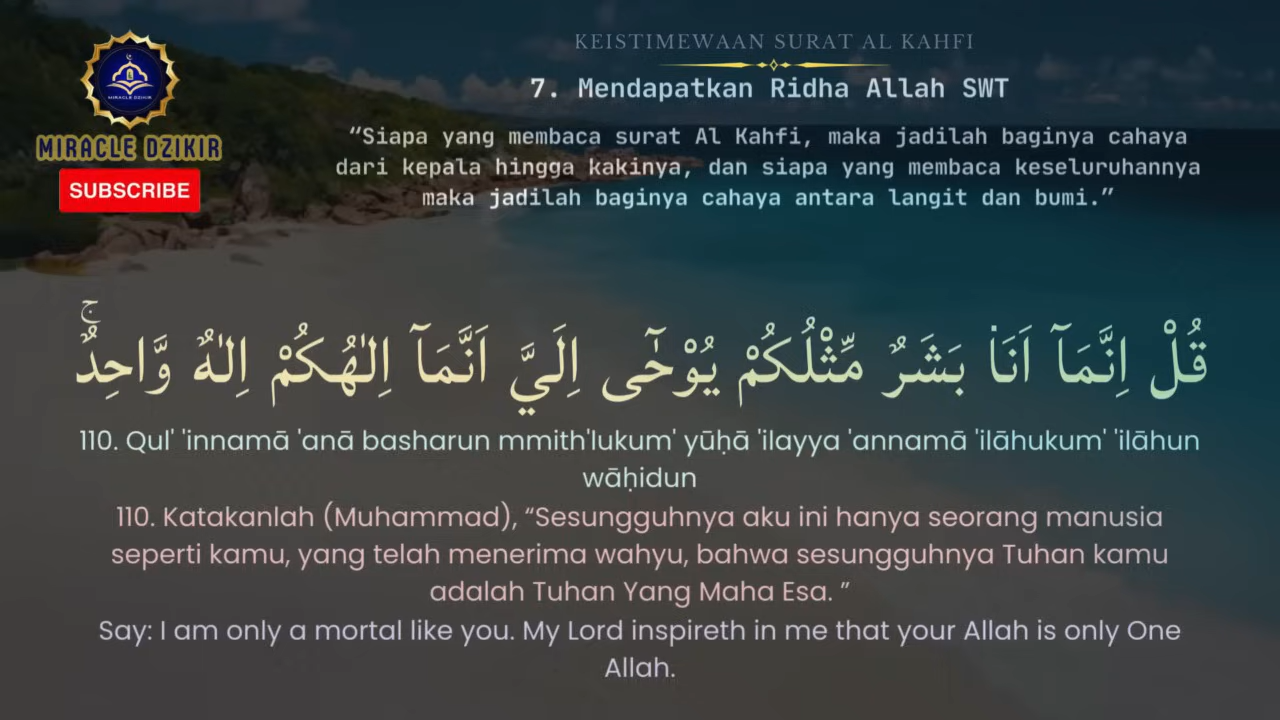 KEISTIMEWAAN SURAT AL KAHFI
7. Mendapatkan Ridha Allah SWT
“Siapa yang membaca surat Al Kahfi, maka jadilah baginya cahaya
dari kepala hingga kakinya, dan siapa yang membaca keseluruhannya
maka jadilah baginya cahaya antara langit dan bumi.”
MIRACLE DZIKIR
MIRACLE DZIKIR
SUBSCRIBE
قُلْ اِنَّمَآ اَنَا۠ بَشَرٌ مِّثْلُكُمْ يُوْحٰٓى اِلَيَّ اَنَّمَآ اِلٰهُكُمْ اِلٰهٌ وَّاحِدٌۚ
110. Qul' 'innamā 'anā basharun mmith'lukum' yūḥā 'ilayya 'annamā 'ilāhukum' 'ilāhun
wāḥidun
110. Katakanlah (Muhammad), “Sesungguhnya aku ini hanya seorang manusia
seperti kamu, yang telah menerima wahyu, bahwa sesungguhnya Tuhan kamu
adalah Tuhan Yang Maha Esa. ”
Say: I am only a mortal like you. My Lord inspireth in me that your Allah is only One
Allah.